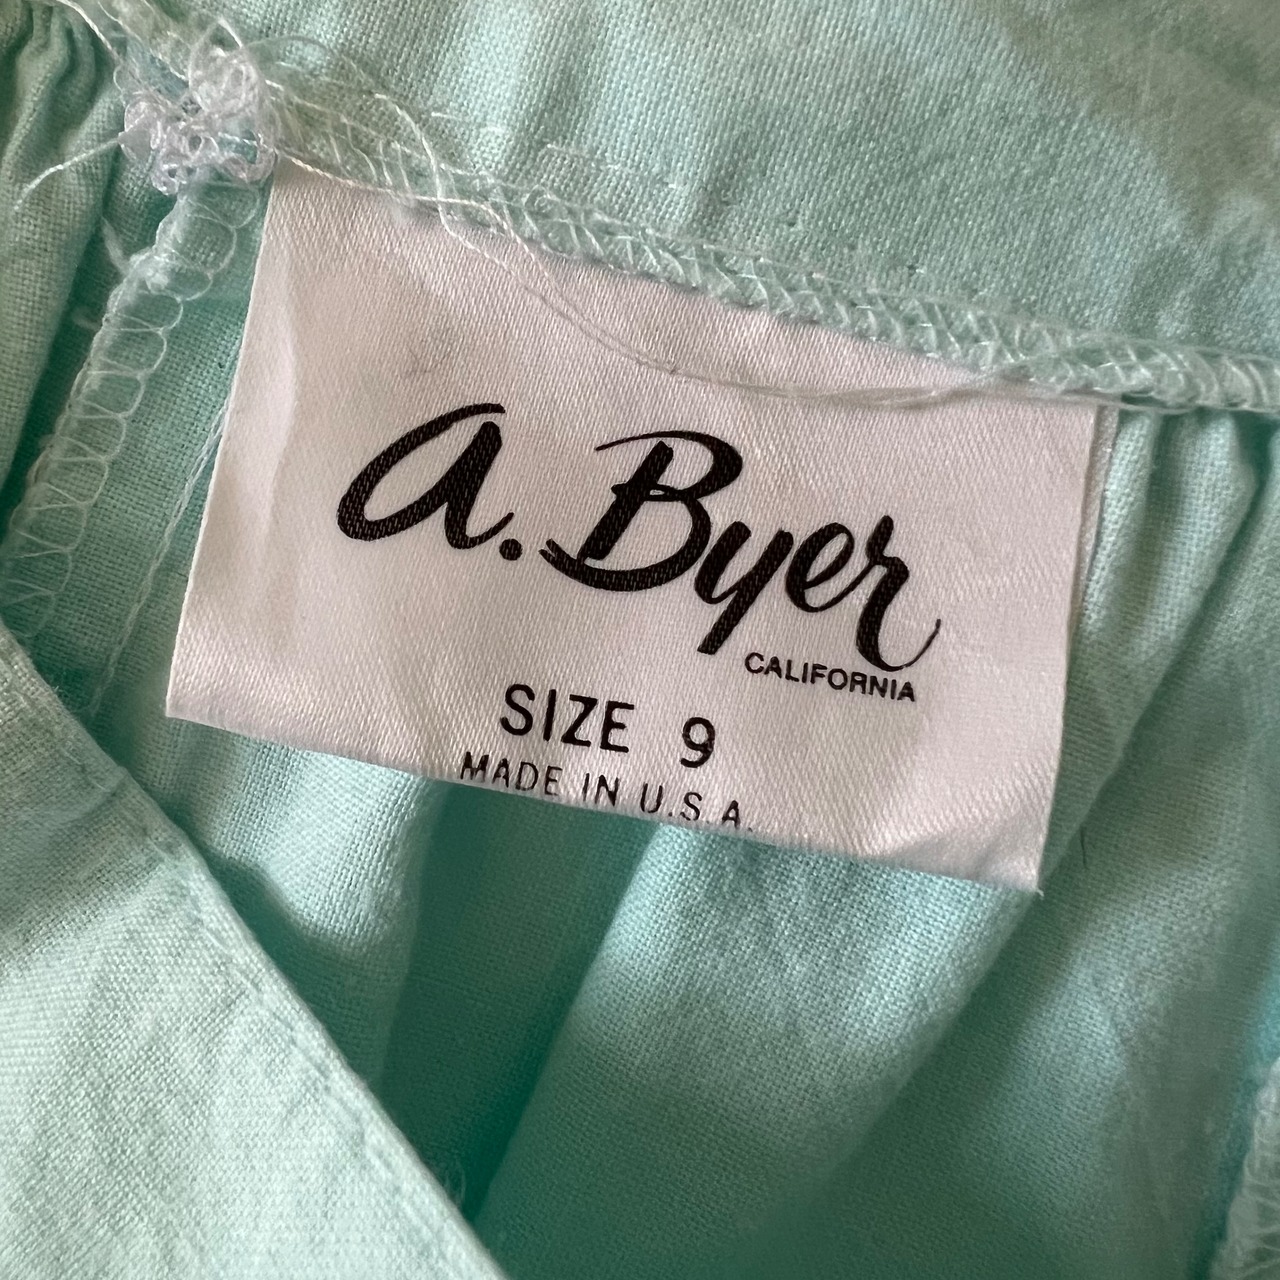 a. Byer
CALIFORNIA
SIZE 9
MADE IN U.S.A.